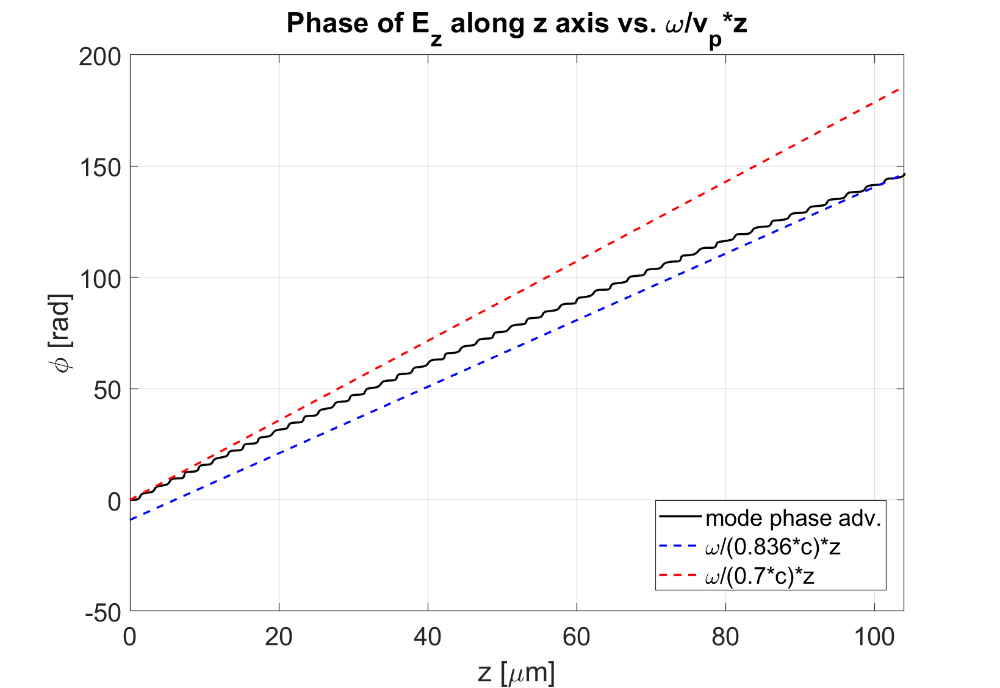 Phase of E_z along z axis vs. ω/v_p*z
200
150
100
50
0
-50
ϕ [rad]
0 20 40 60 80 100
z [μm]
mode phase adv.
ω/(0.836*c)*z
ω/(0.7*c)*z